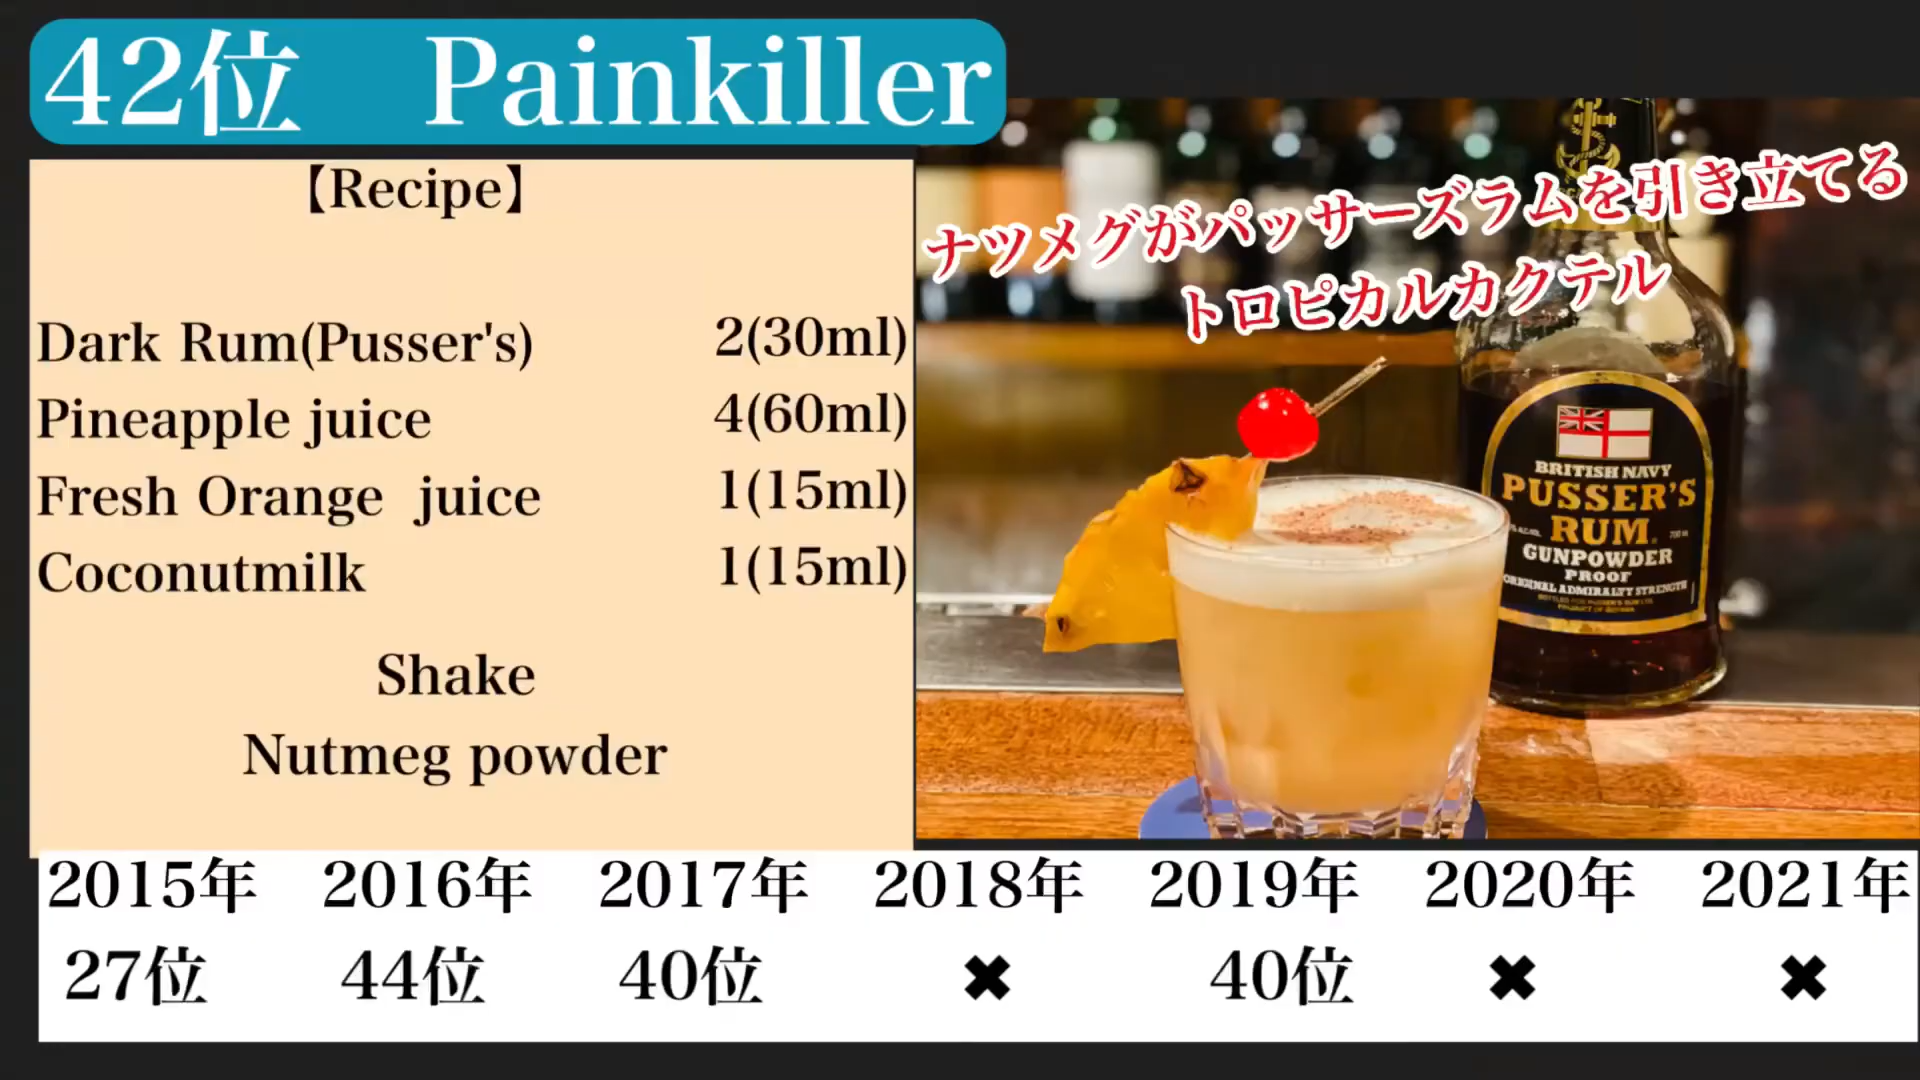 42位 Painkiller
【Recipe】
Dark Rum(Pusser's) 2(30ml)
Pineapple juice 4(60ml)
Fresh Orange juice 1(15ml)
Coconutmilk 1(15ml)
Shake
Nutmeg powder
ナツメグがパッサーズラムを引き立てる
トロピカルカクテル
BRITISH NAVY
PUSSER'S
RUM
GUNPOWDER
PROOF
ORIGINAL ADMIRALTY STRENGTH
2015年 2016年 2017年 2018年 2019年 2020年 2021年
27位 44位 40位 ✖ 40位 ✖ ✖